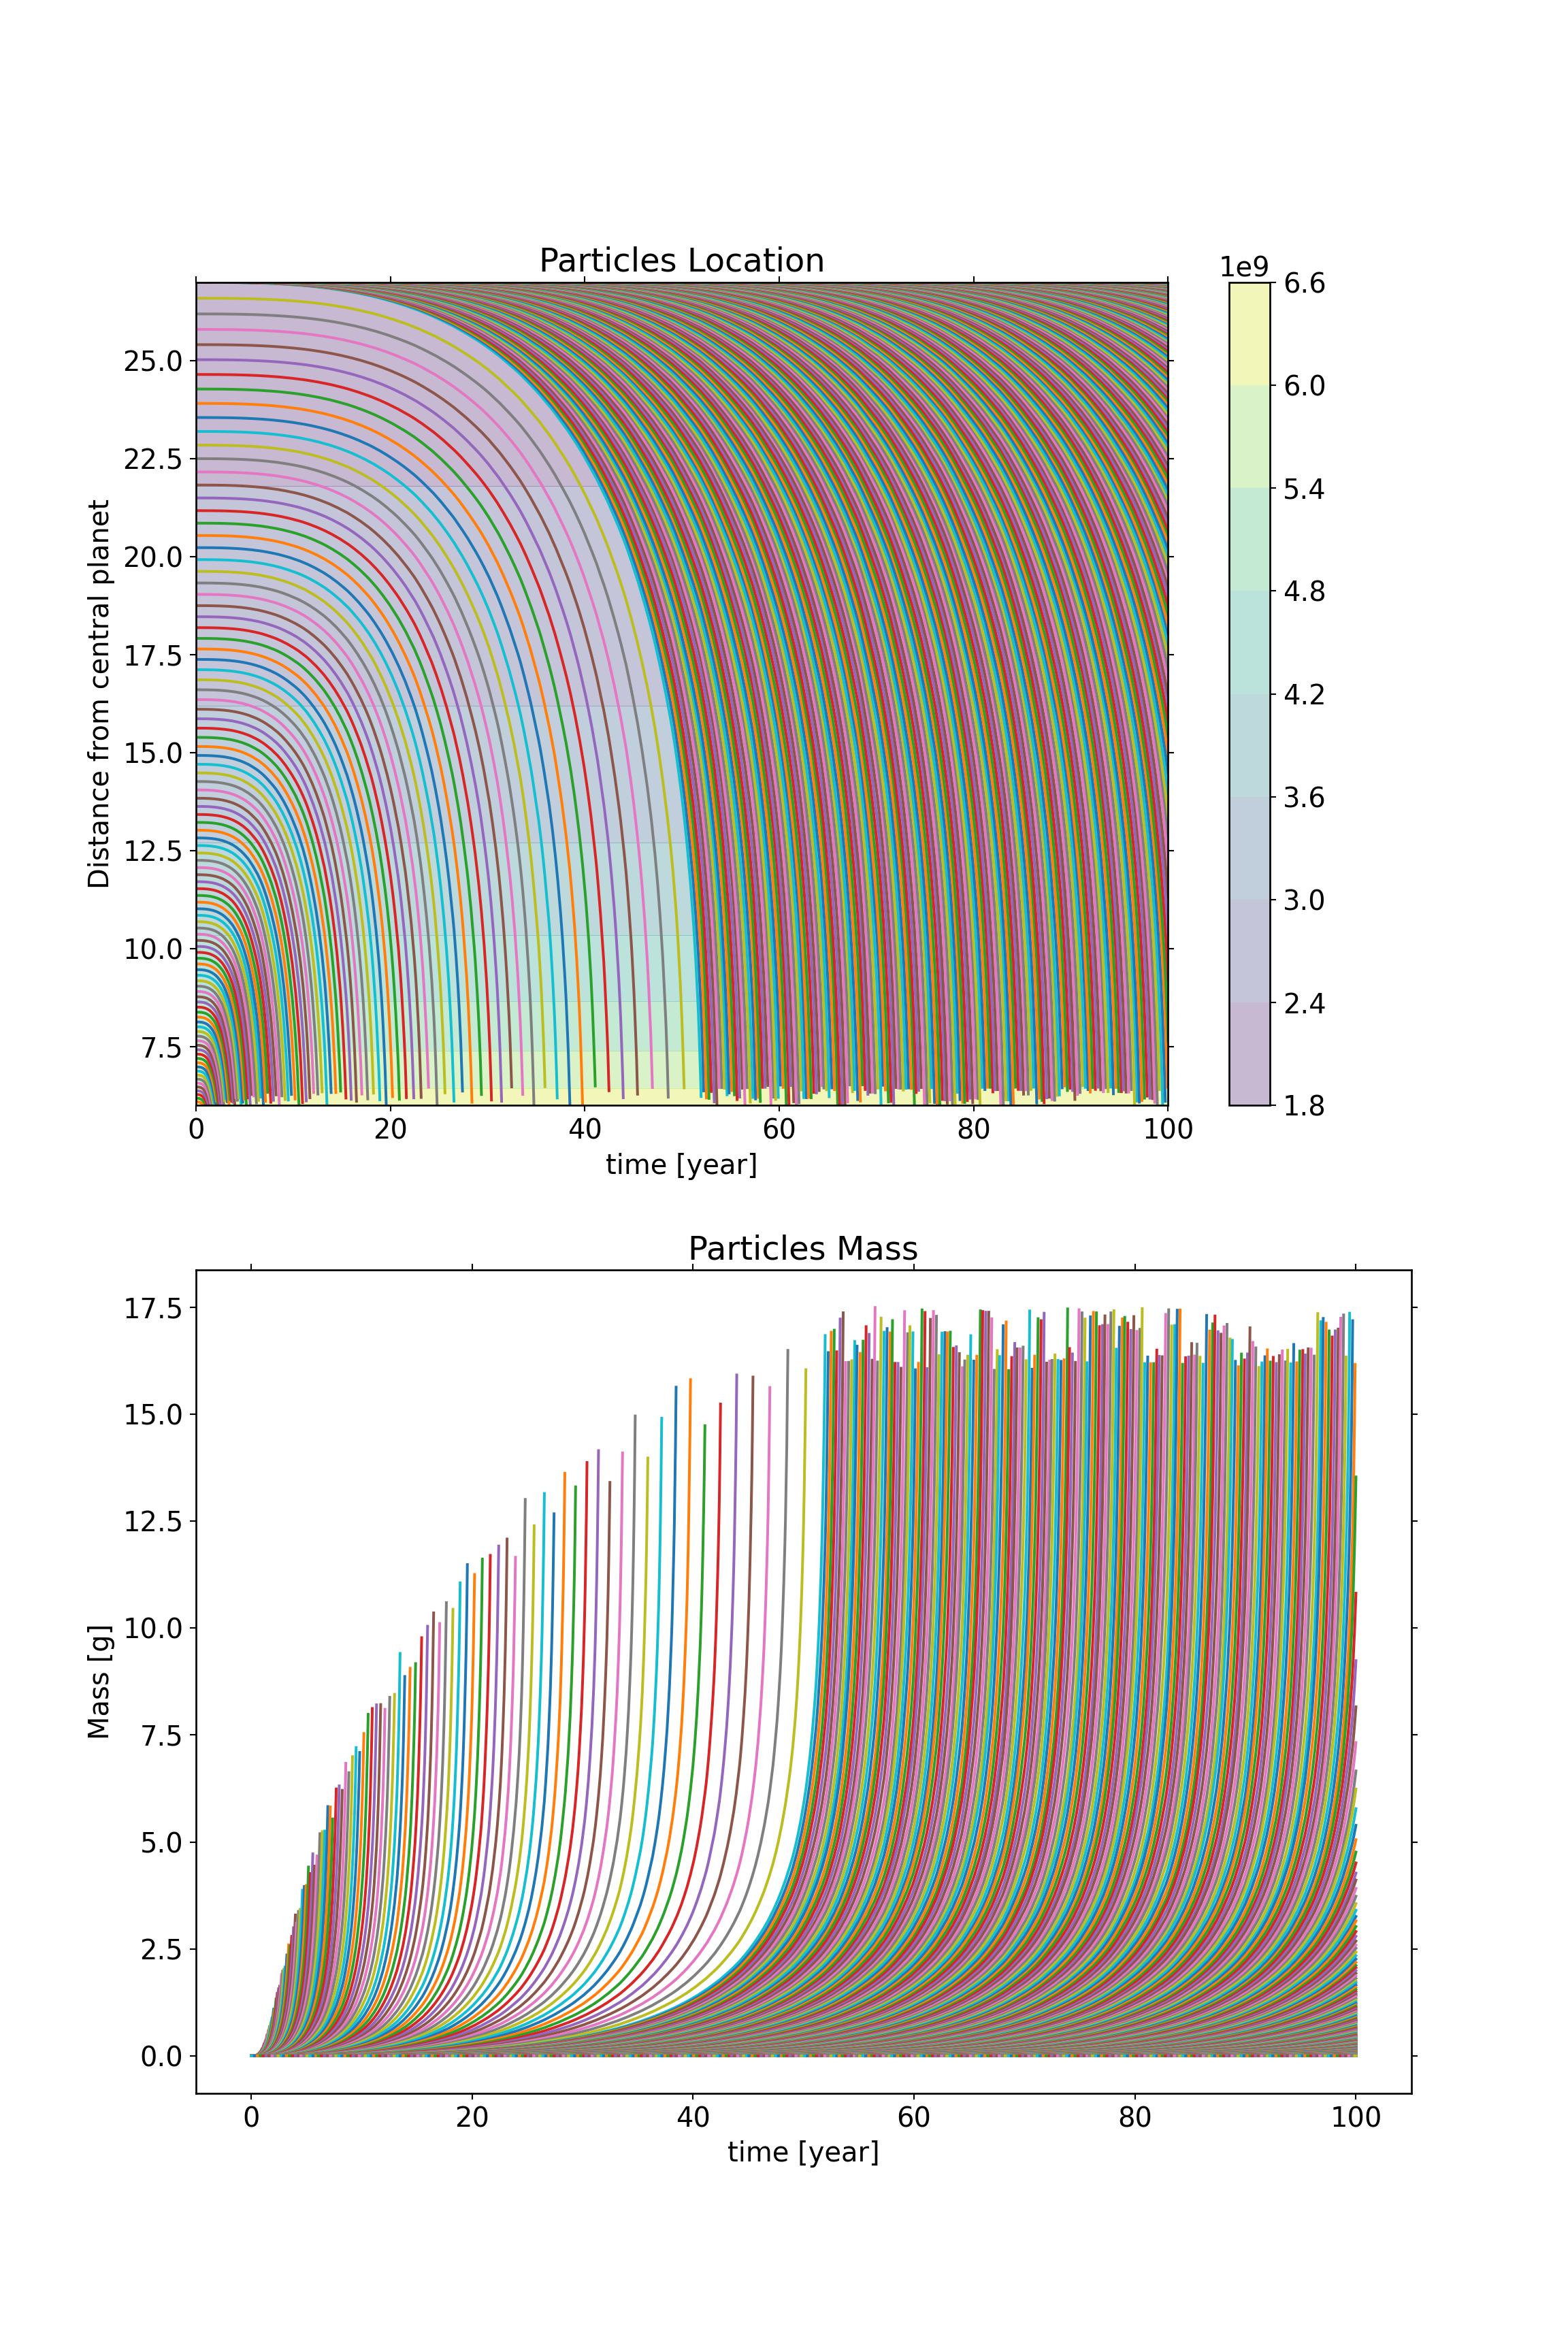 Particles Location
1e9
6.6
6.0
5.4
4.8
4.2
3.6
3.0
2.4
1.8
25.0
22.5
20.0
17.5
15.0
12.5
10.0
7.5
Distance from central planet
0 20 40 60 80 100
time [year]
Particles Mass
17.5
15.0
12.5
10.0
7.5
5.0
2.5
0.0
Mass [g]
0 20 40 60 80 100
time [year]